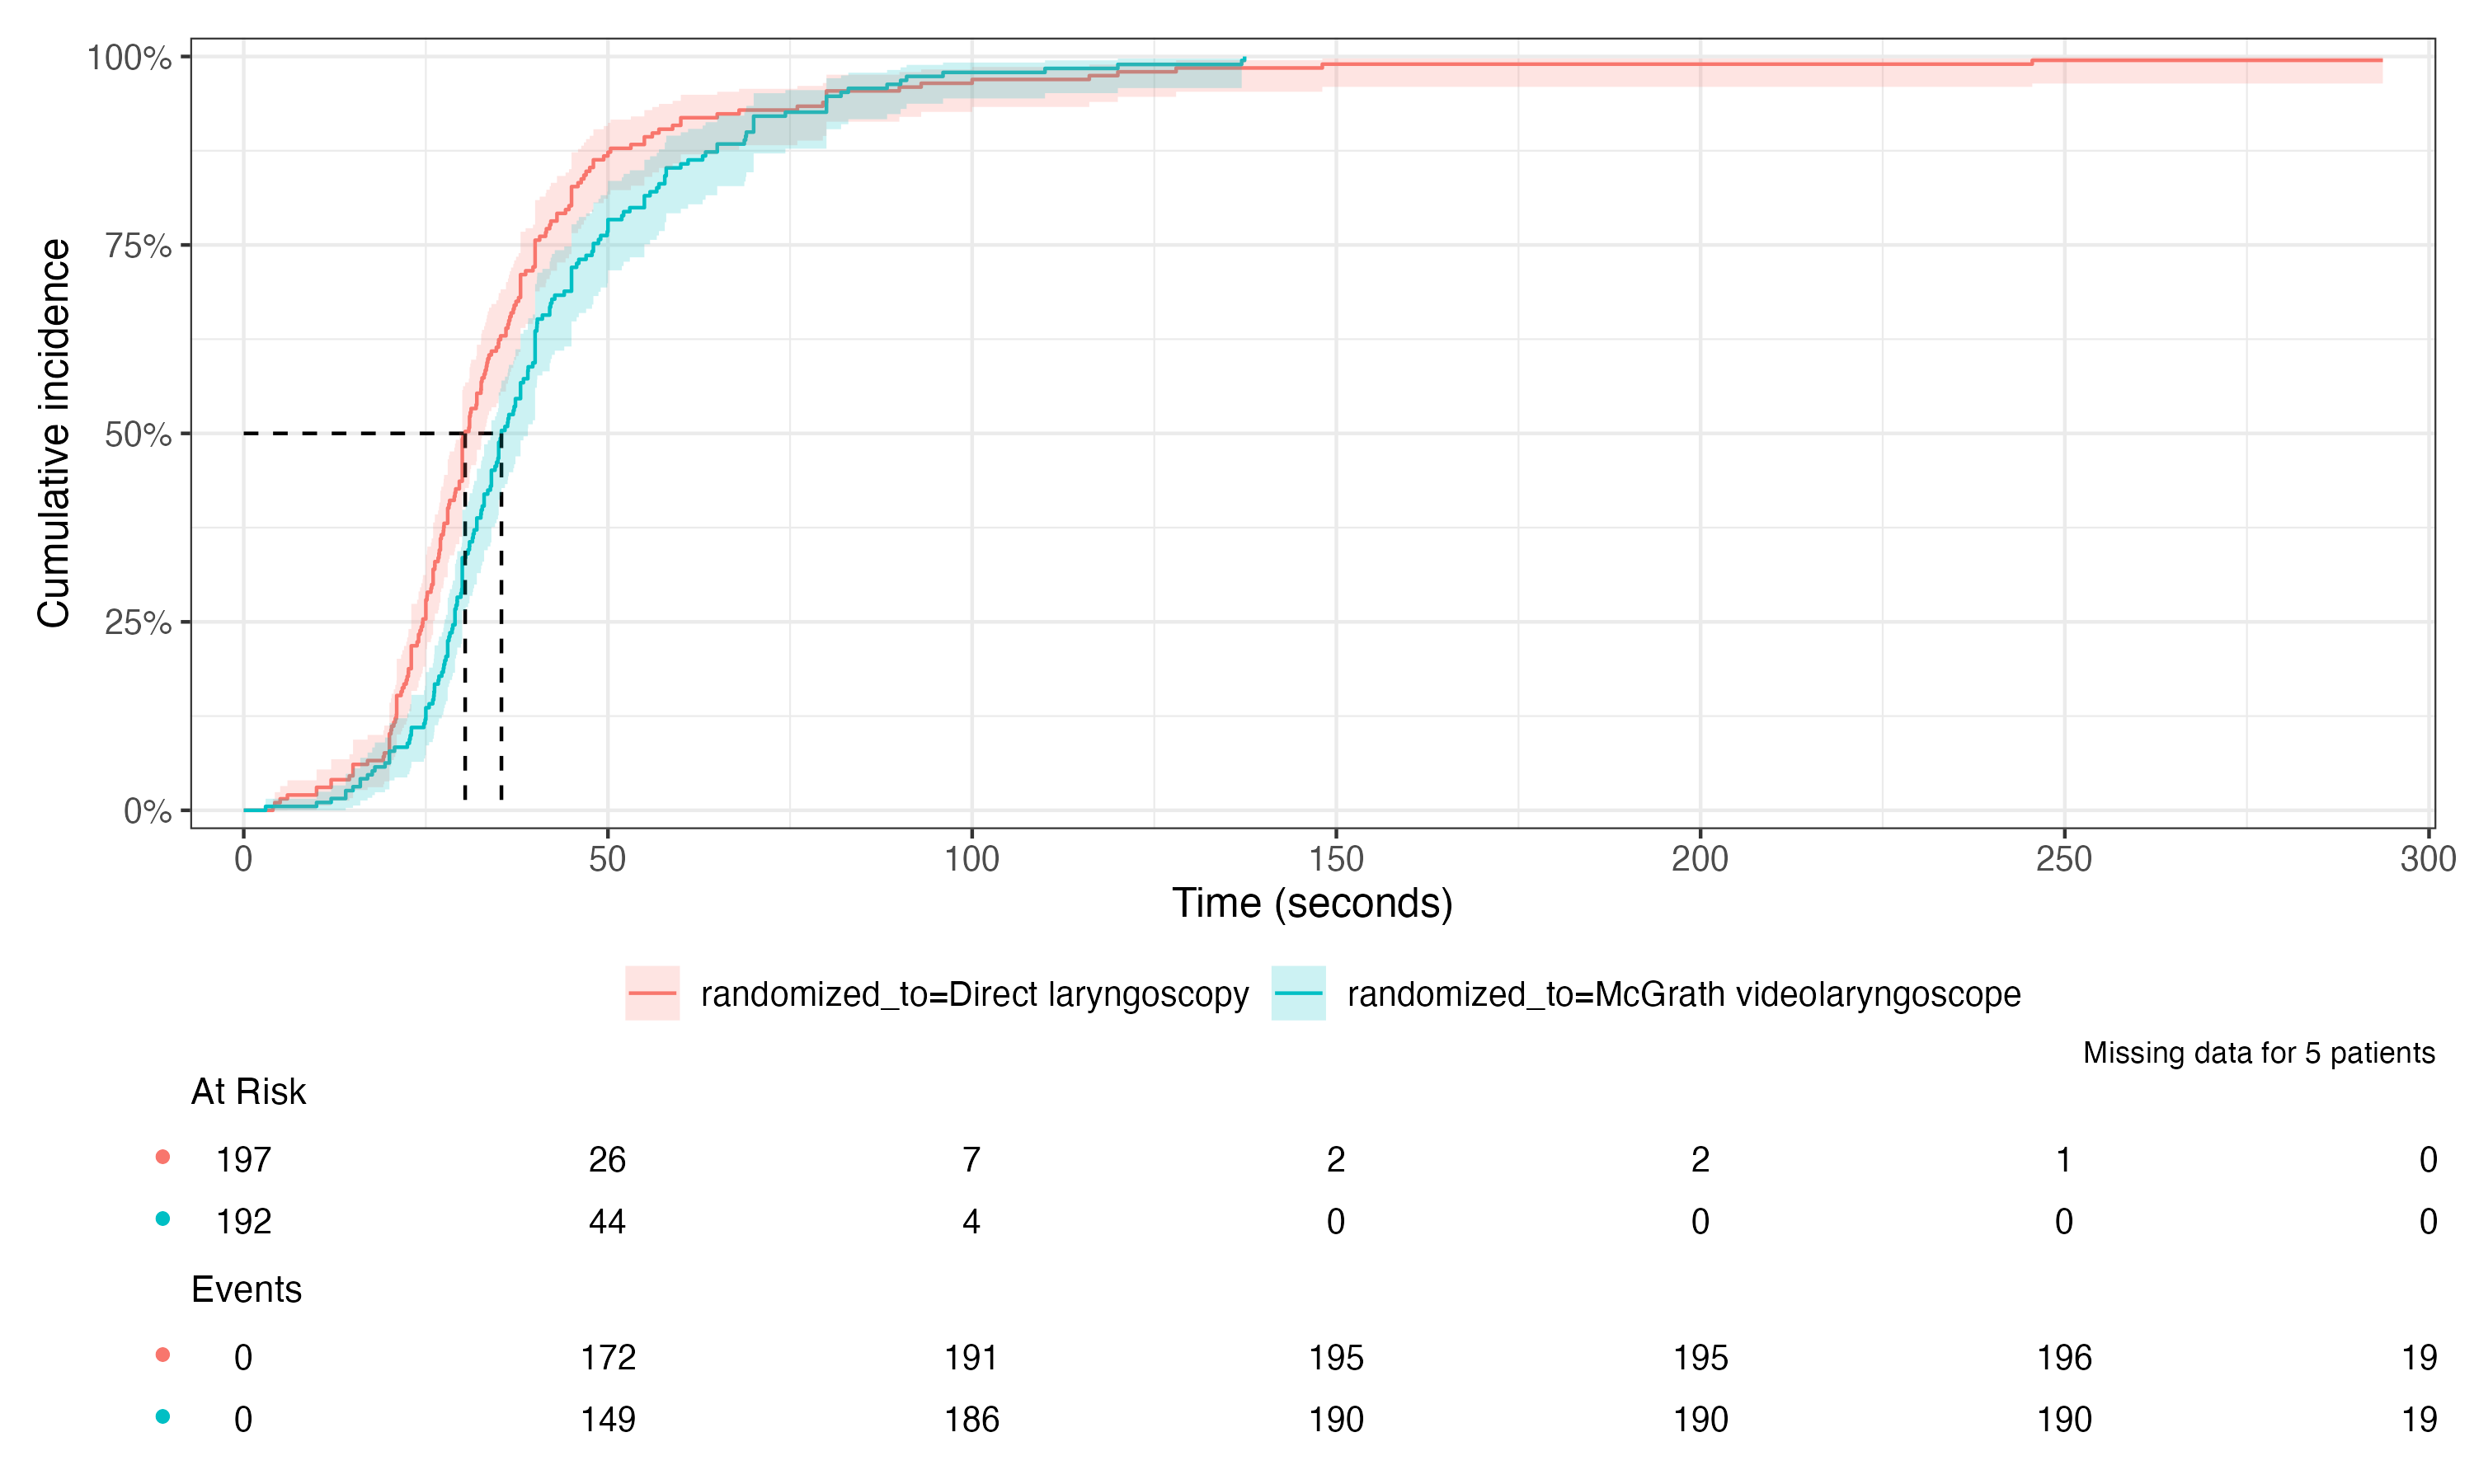 100%
75%
50%
25%
0%
Cumulative incidence
0 50 100 150 200 250 300
Time (seconds)
randomized_to=Direct laryngoscopy randomized_to=McGrath videolaryngoscope
Missing data for 5 patients
At Risk
197 26 7 2 2 1 0
192 44 4 0 0 0 0
Events
0 172 191 195 195 196 19
0 149 186 190 190 190 19